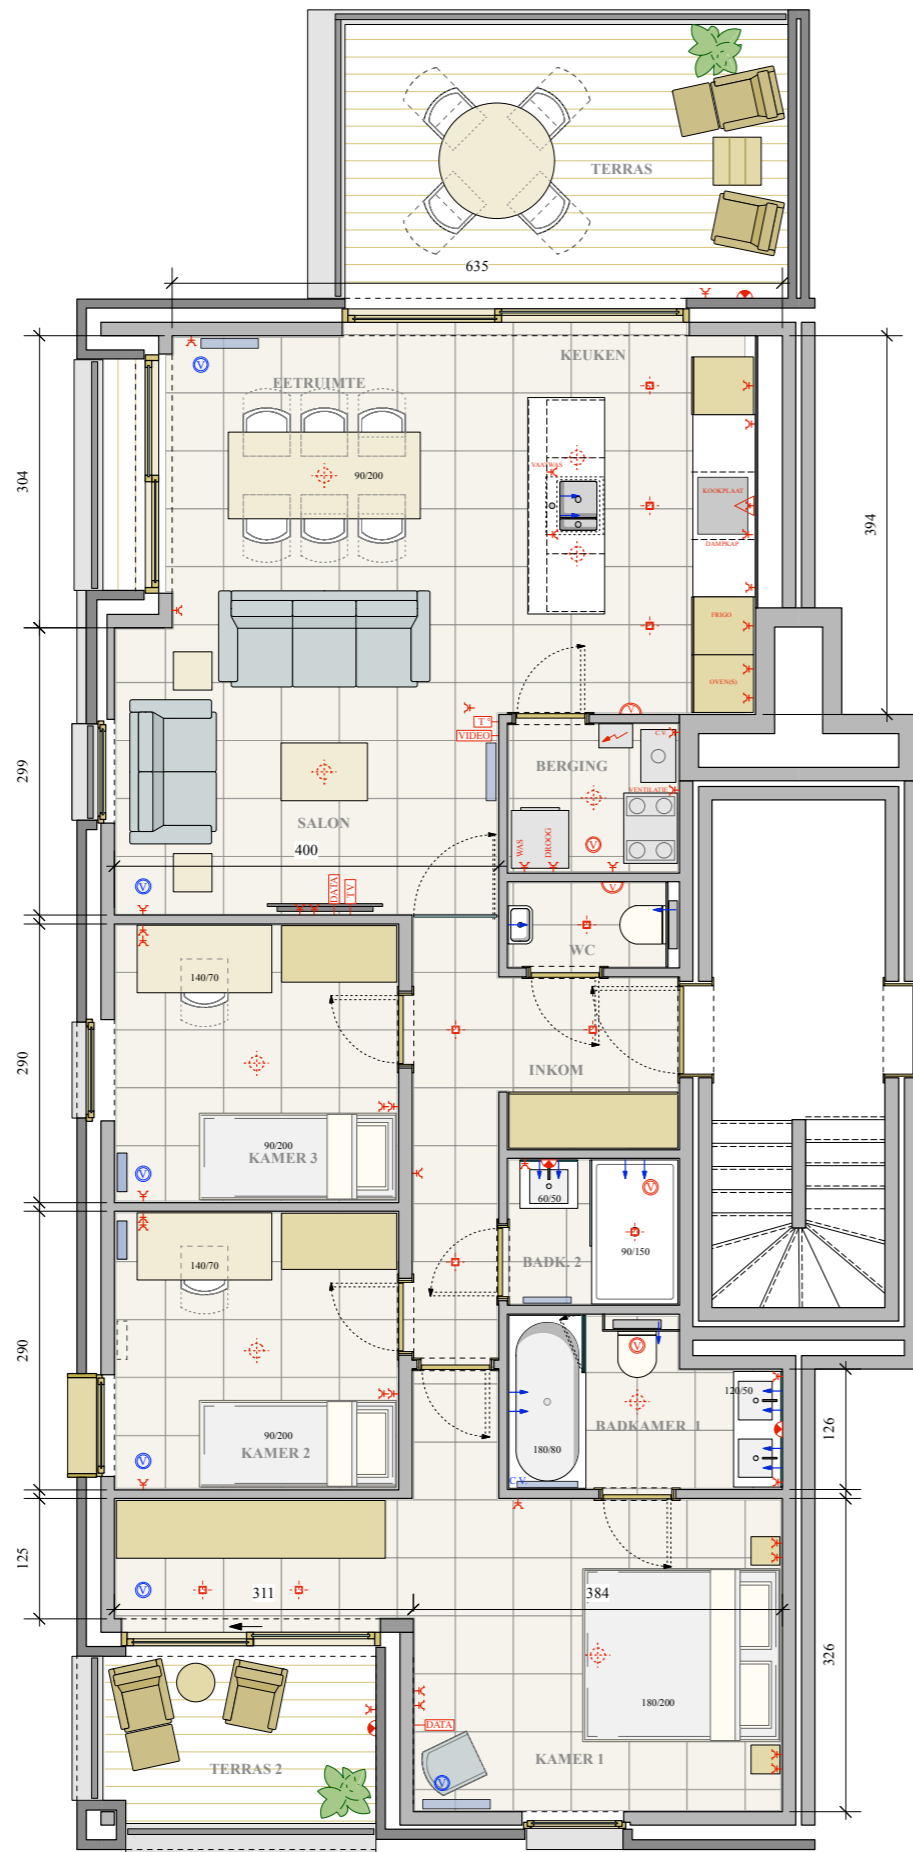 TERRAS
635
KEUKEN
EETRUIMTE
304
90/200
VAATWAS
KOOKPLAAT
394
DAMPKAP
FRIGO
OVEN(S)
T°
VIDEO
C.V.
BERGING
299
VENTILATIE
SALON
400
WAS
DROOG
DATA
TV
WC
140/70
290
INKOM
90/200
KAMER 3
60/50
90/150
BADK. 2
140/70
290
120/50
BADKAMER 1
126
90/200
KAMER 2
180/80
C.V.
125
311
384
326
180/200
DATA
KAMER 1
TERRAS 2
V
V
V
V
V
V
V
V
V
V
V